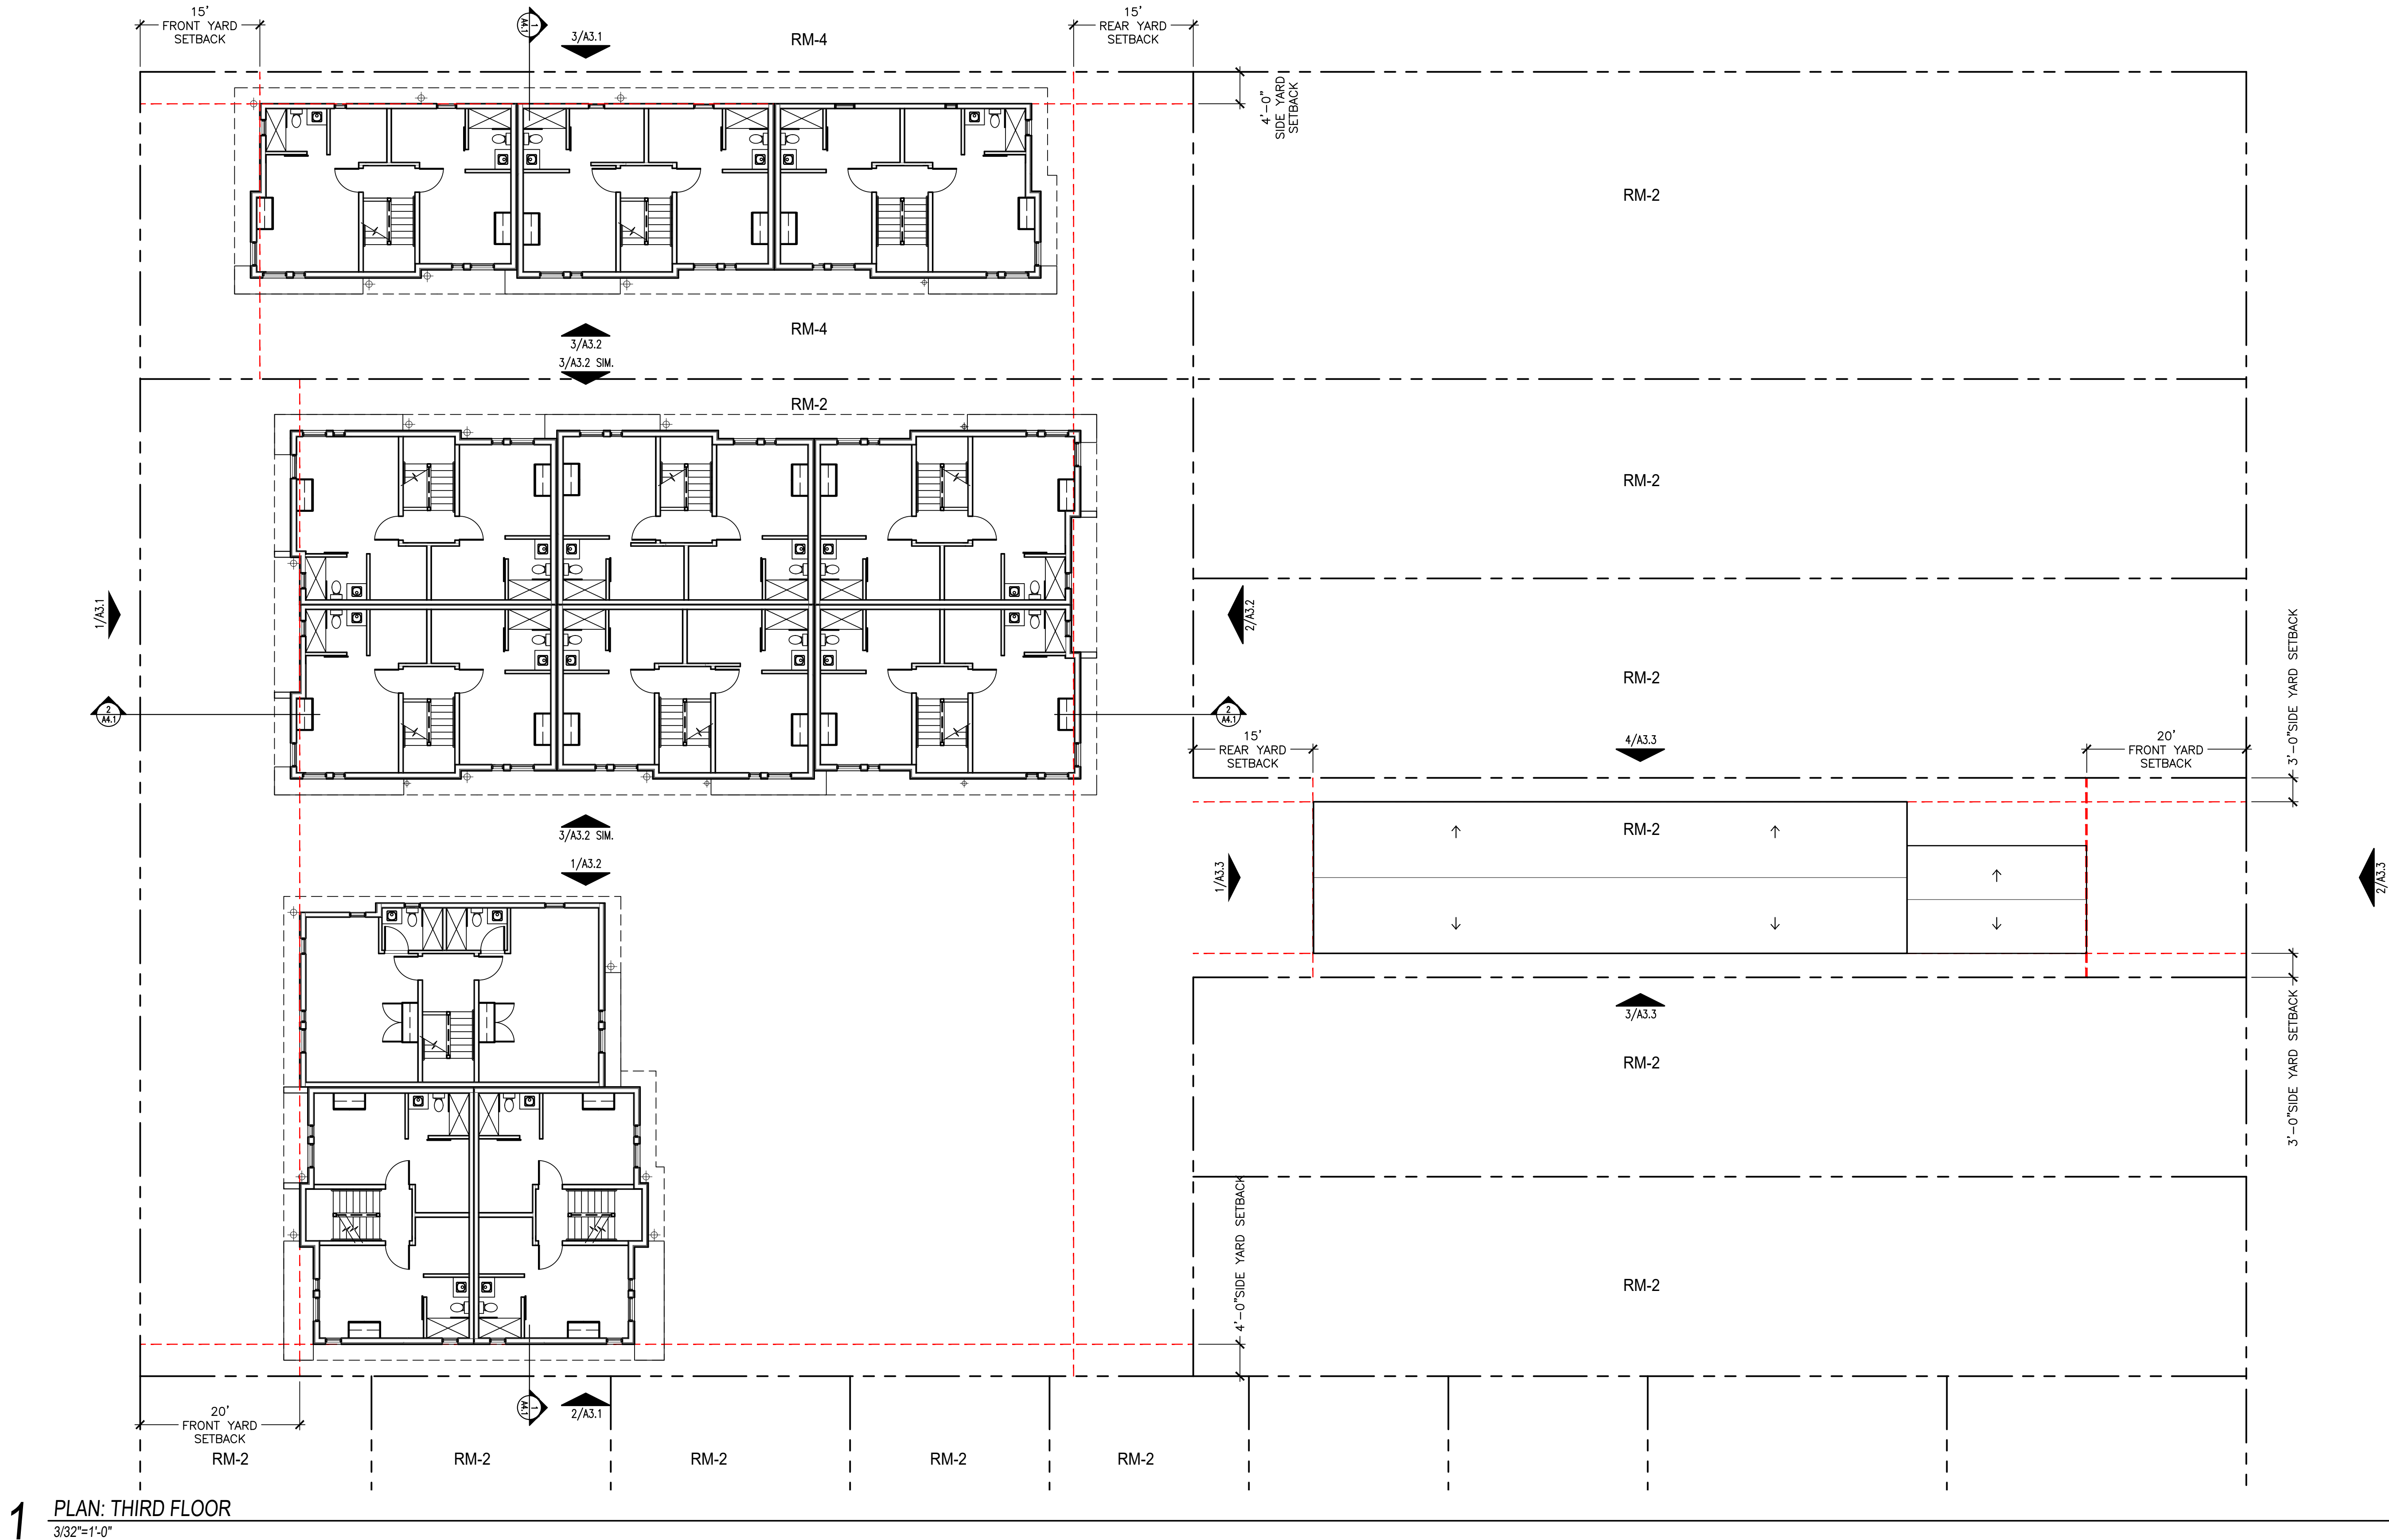 15'
FRONT YARD
SETBACK
1
A4.1
3/A3.1
RM-4
15'
REAR YARD
SETBACK
4'-0"
SIDE YARD
SETBACK
RM-2
RM-4
3/A3.2
3/A3.2 SIM.
RM-2
RM-2
1/A3.1
2/A3.2
RM-2
3'-0"SIDE YARD SETBACK
2
A4.1
2
A4.1
15'
REAR YARD
SETBACK
4/A3.3
20'
FRONT YARD
SETBACK
3/A3.2 SIM.
1/A3.2
RM-2
1/A3.3
2/A3.3
3/A3.3
RM-2
3'-0"SIDE YARD SETBACK
4'-0"SIDE YARD SETBACK
RM-2
1
A4.1
2/A3.1
20'
FRONT YARD
SETBACK
RM-2
RM-2
RM-2
RM-2
RM-2
1
PLAN: THIRD FLOOR
3/32"=1'-0"